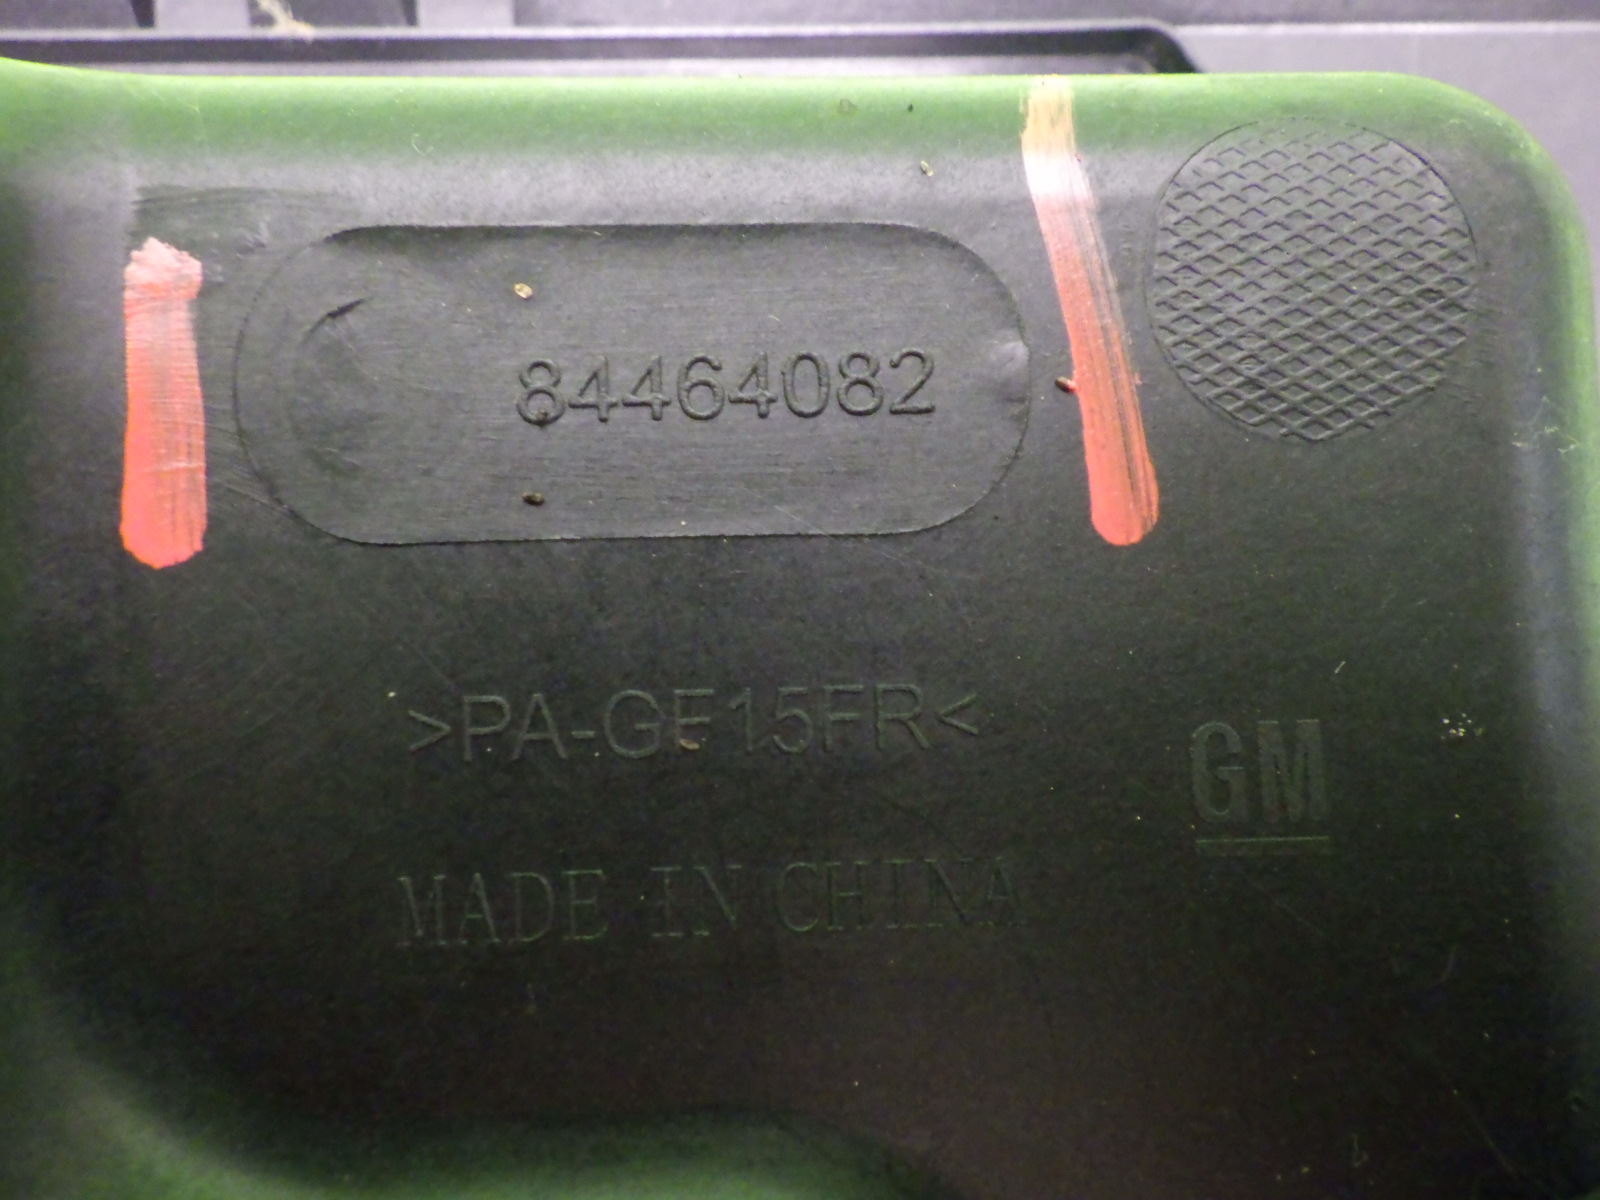 84464082
>PA-GF15FR<
GM
MADE IN CHINA